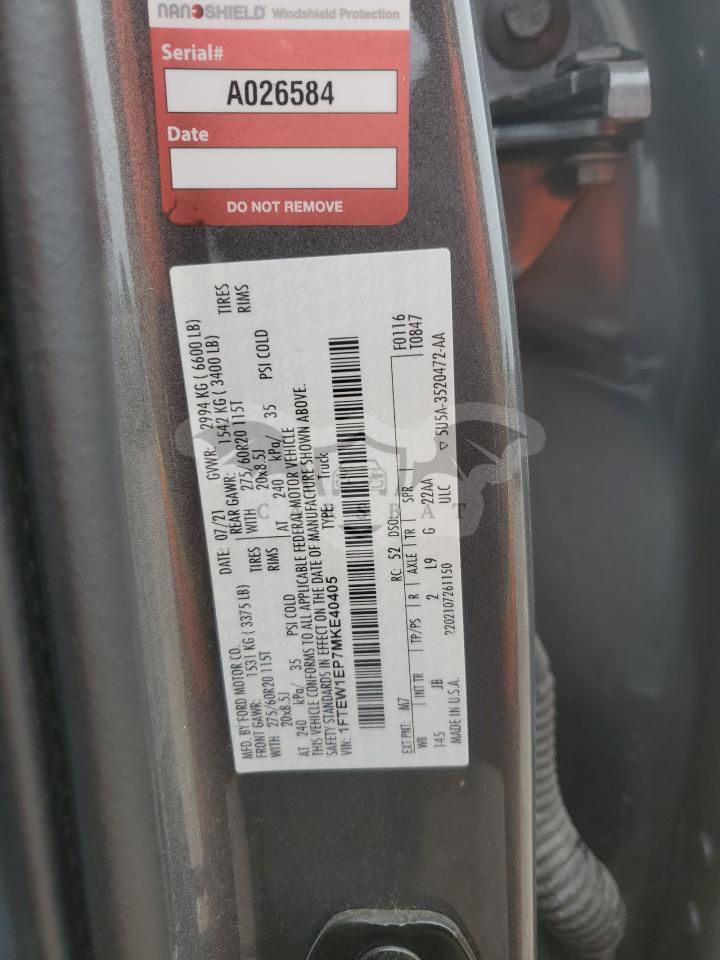 NANOSHIELD Windshield Protection
Serial#
A026584
Date
DO NOT REMOVE
MFD. BY FORD MOTOR CO.
DATE: 07/21 GVWR: 2994 KG ( 6600 LB)
FRONT GAWR: 1531 KG ( 3375 LB) REAR GAWR: 1542 KG ( 3400 LB)
WITH 275/60R20 115T TIRES WITH 275/60R20 115T TIRES
20x8.5J RIMS 20x8.5J RIMS
AT 240 kPa/ 35 PSI COLD AT 240 kPa/ 35 PSI COLD
THIS VEHICLE CONFORMS TO ALL APPLICABLE FEDERAL MOTOR VEHICLE
SAFETY STANDARDS IN EFFECT ON THE DATE OF MANUFACTURE SHOWN ABOVE.
VIN: 1FTEW1EP7MKE40405 TYPE: Truck
F0116
T0847
EXT PNT: M7 RC: 52 DSO:
WB INT TR TP/PS R AXLE TR SPR
145 JB 2 L9 G 22AA
MADE IN U.S.A. ?202107261150 ULC
▽ 5U5A-3520472-AA